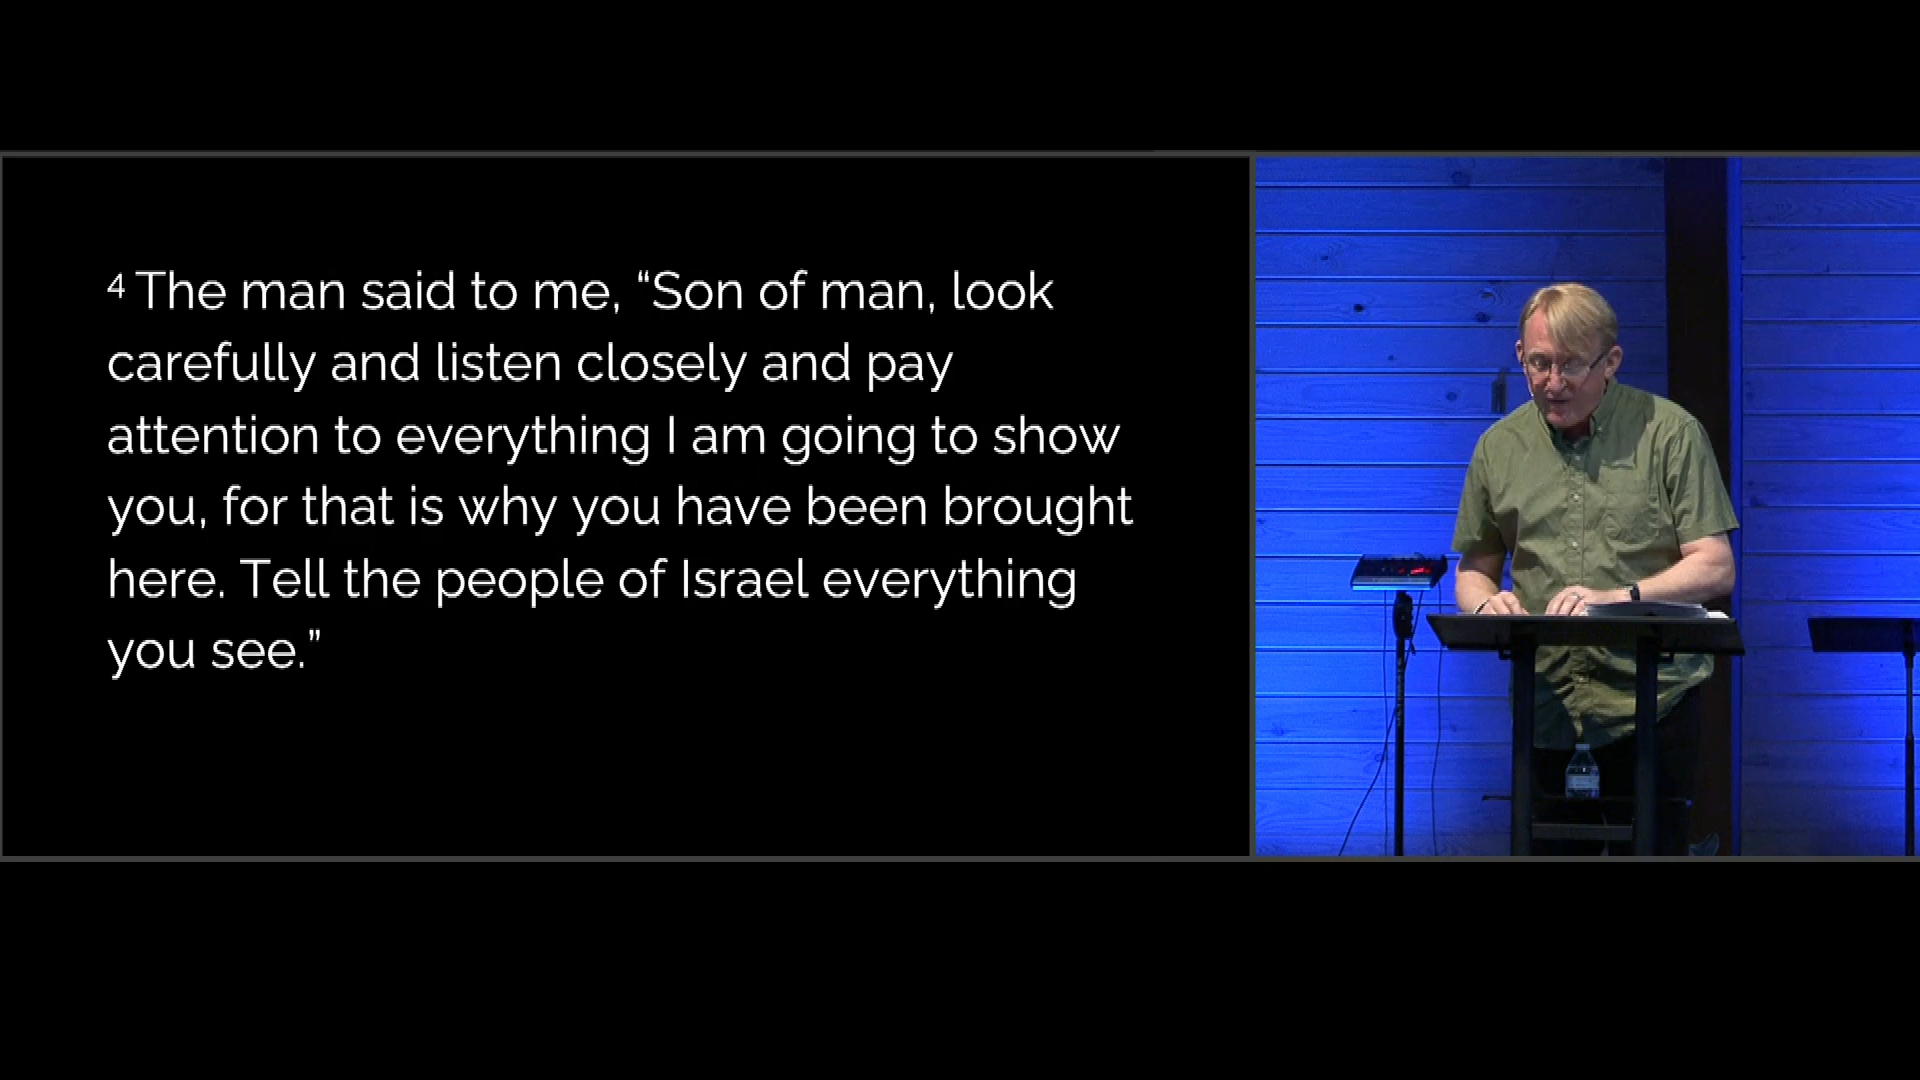 4 The man said to me, “Son of man, look
carefully and listen closely and pay
attention to everything I am going to show
you, for that is why you have been brought
here. Tell the people of Israel everything
you see.”